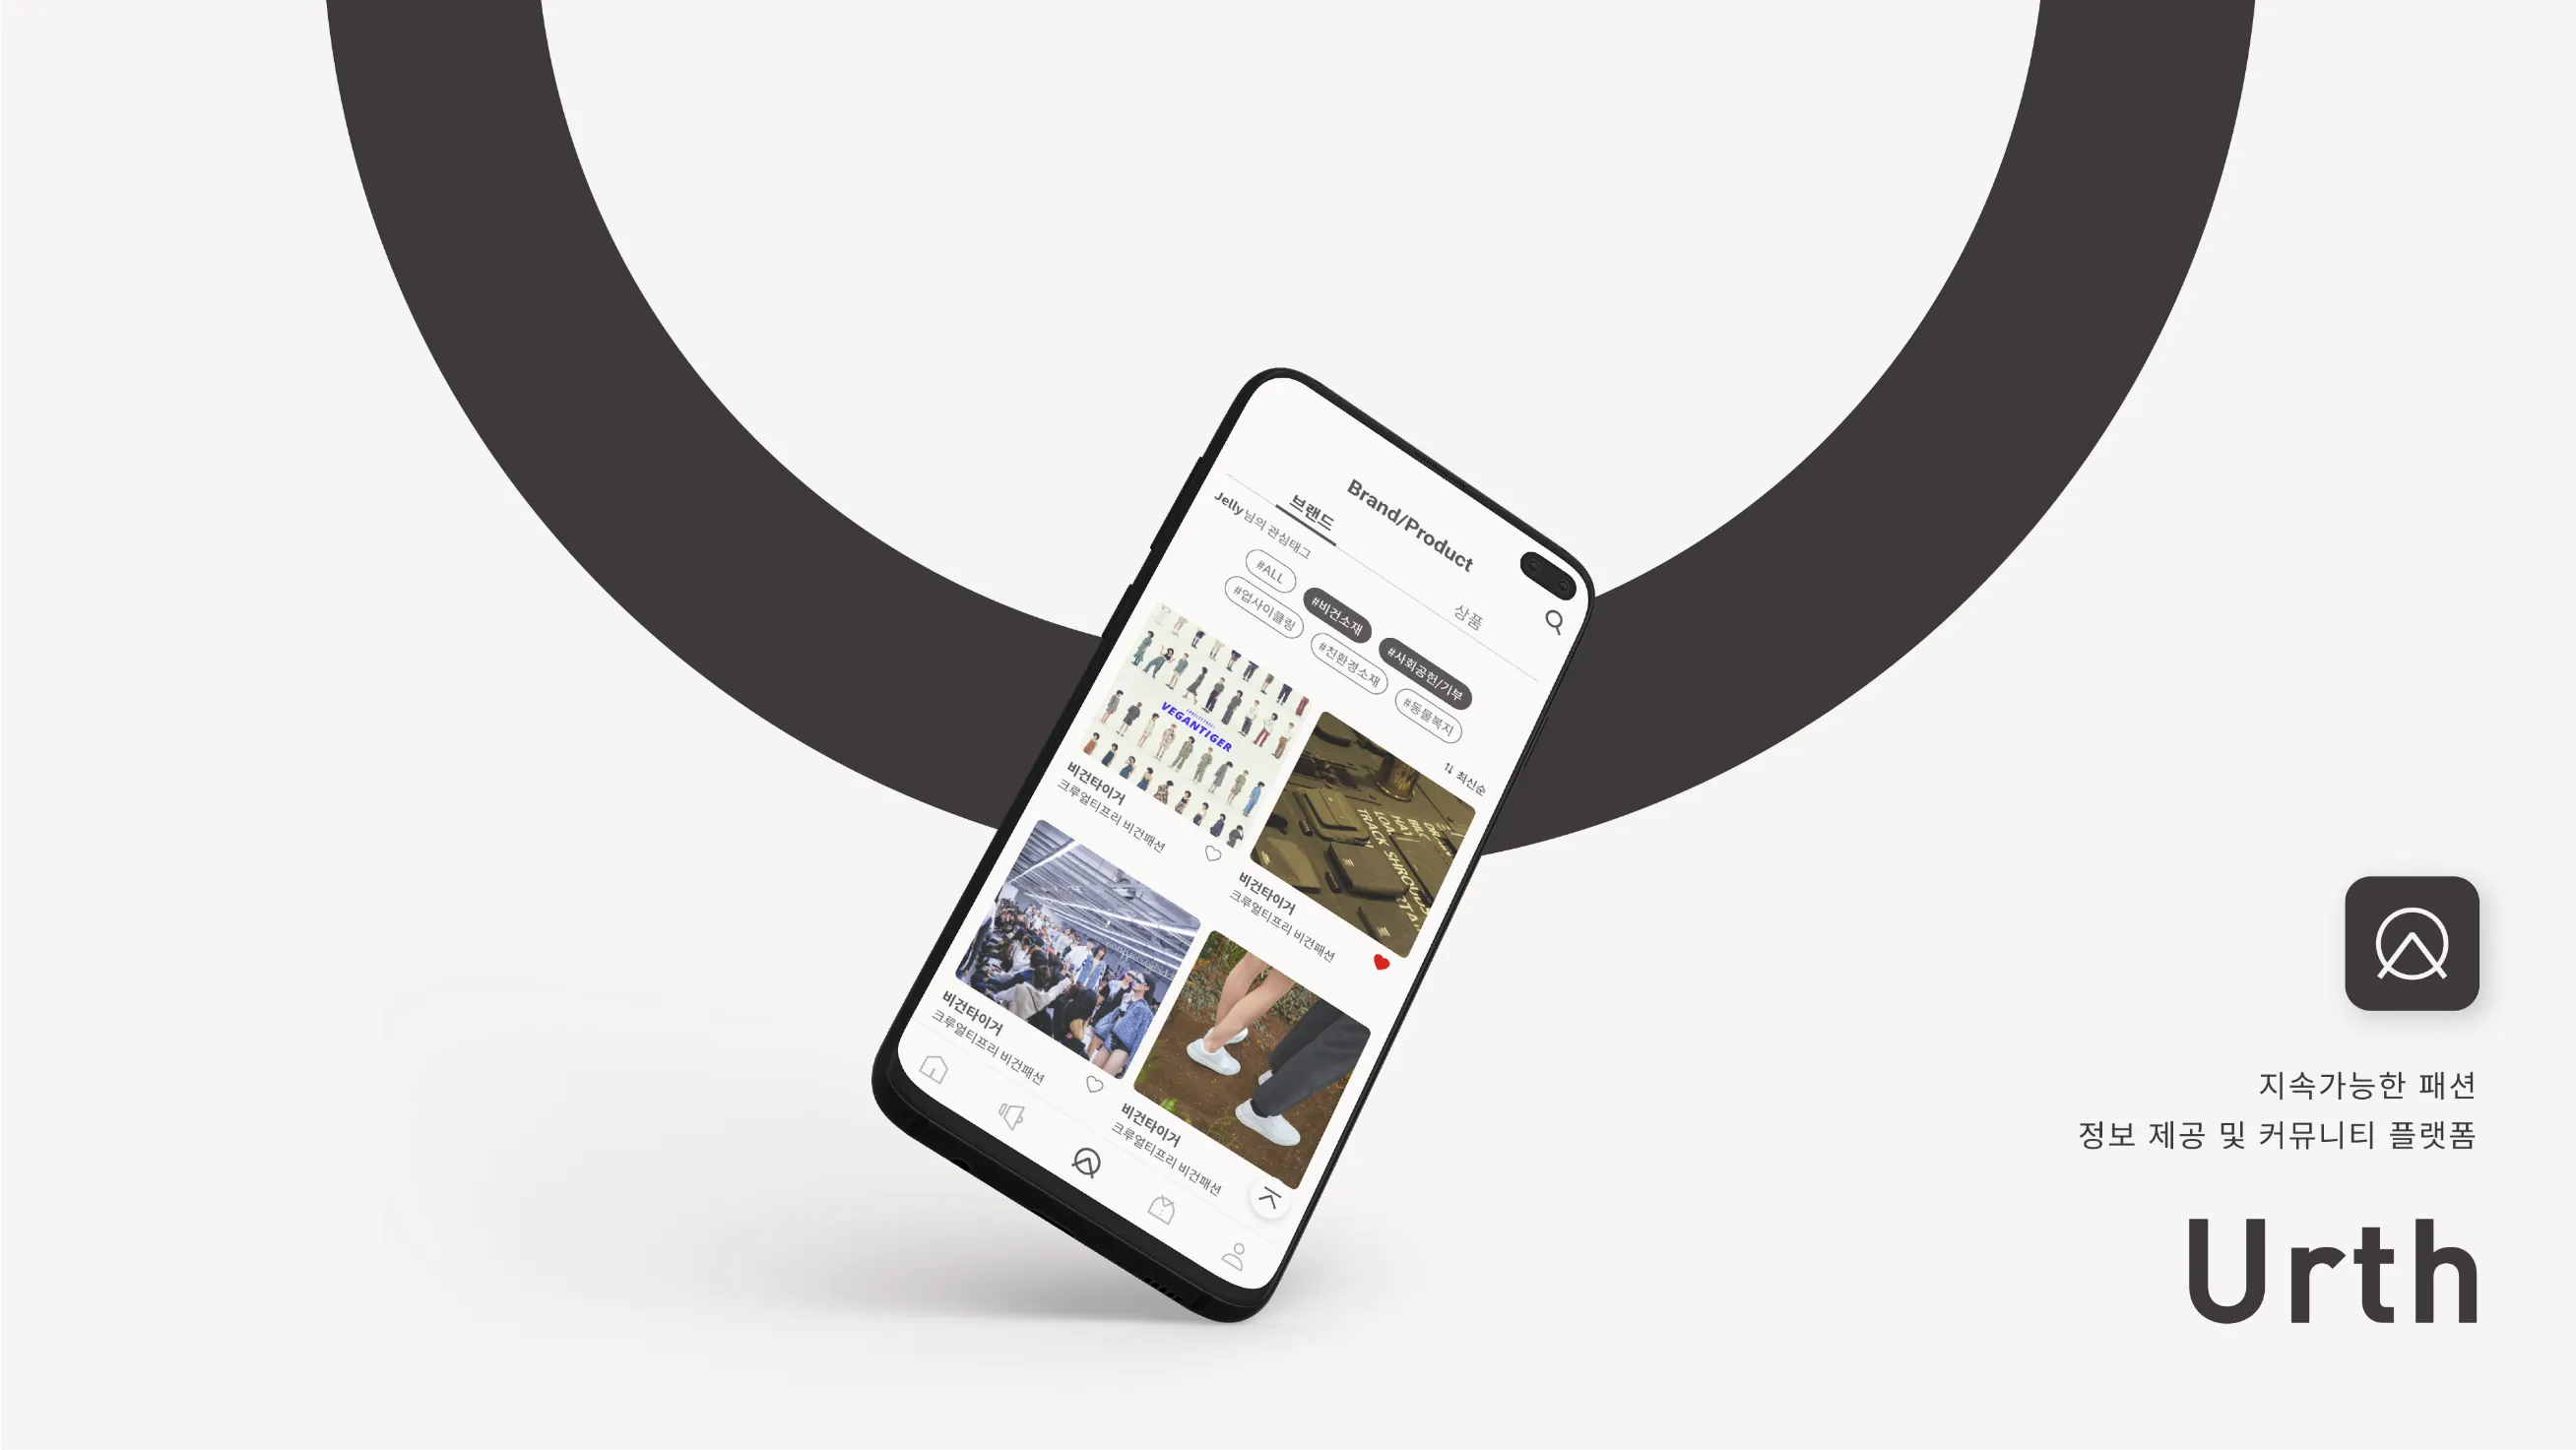 Brand/Product
브랜드
상품
Jelly님의 관심태그
#ALL
#비건소재
#사회공헌/기부
#업사이클링
#친환경소재
#동물복지
최신순
VEGANTIGER
비건타이거
크루얼티프리 비건패션
TRACK SHROUD
비건타이거
크루얼티프리 비건패션
비건타이거
크루얼티프리 비건패션
비건타이거
크루얼티프리 비건패션
지속가능한 패션
정보 제공 및 커뮤니티 플랫폼
Urth